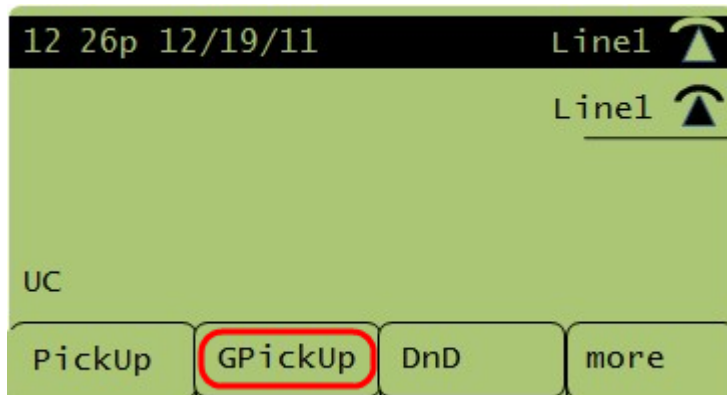 12 26p 12/19/11 Line1
Line1
UC
PickUp GPickUp DnD more